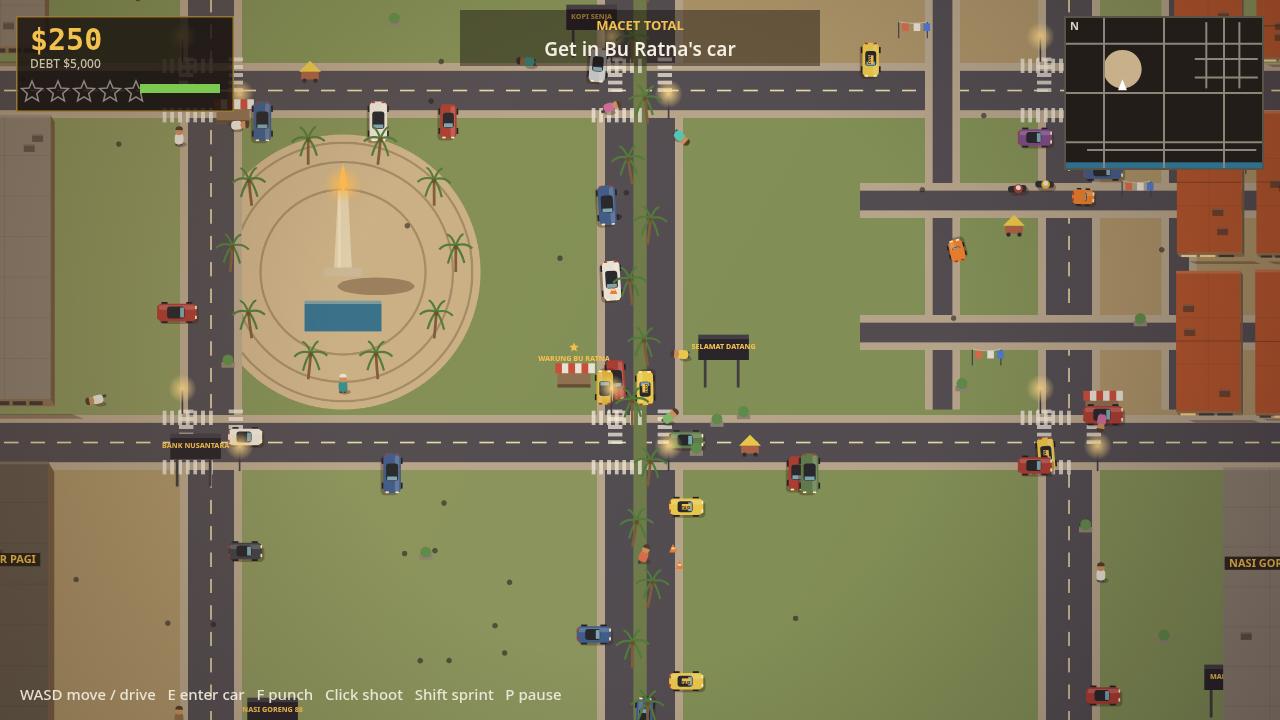 $250
DEBT $5,000
KOPI SENJA
MACET TOTAL
Get in Bu Ratna's car
N
WARUNG BU RATNA
SELAMAT DATANG
BANK NUSANTARA
R PAGI
NASI GOR
MA
WASD move / drive E enter car F punch Click shoot Shift sprint P pause
NASI GORENG 88